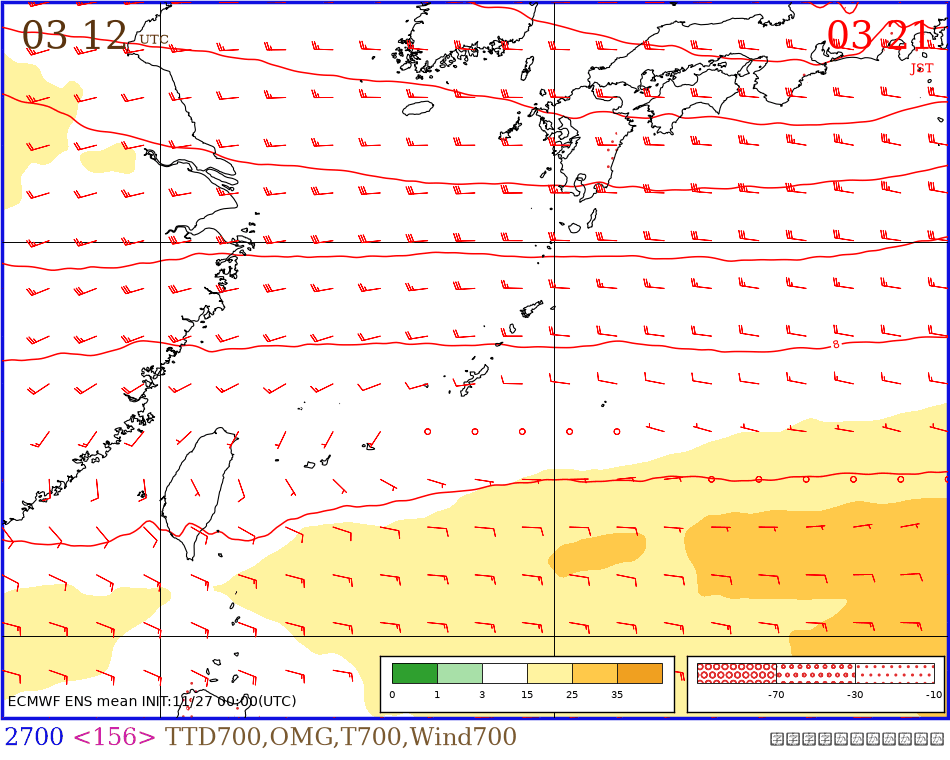 03 12 UTC
03 21
JST
8
0 1 3 15 25 35
-70 -30 -10
ECMWF ENS mean INIT:11/27 00:00(UTC)
2700 <156> TTD700,OMG,T700,Wind700